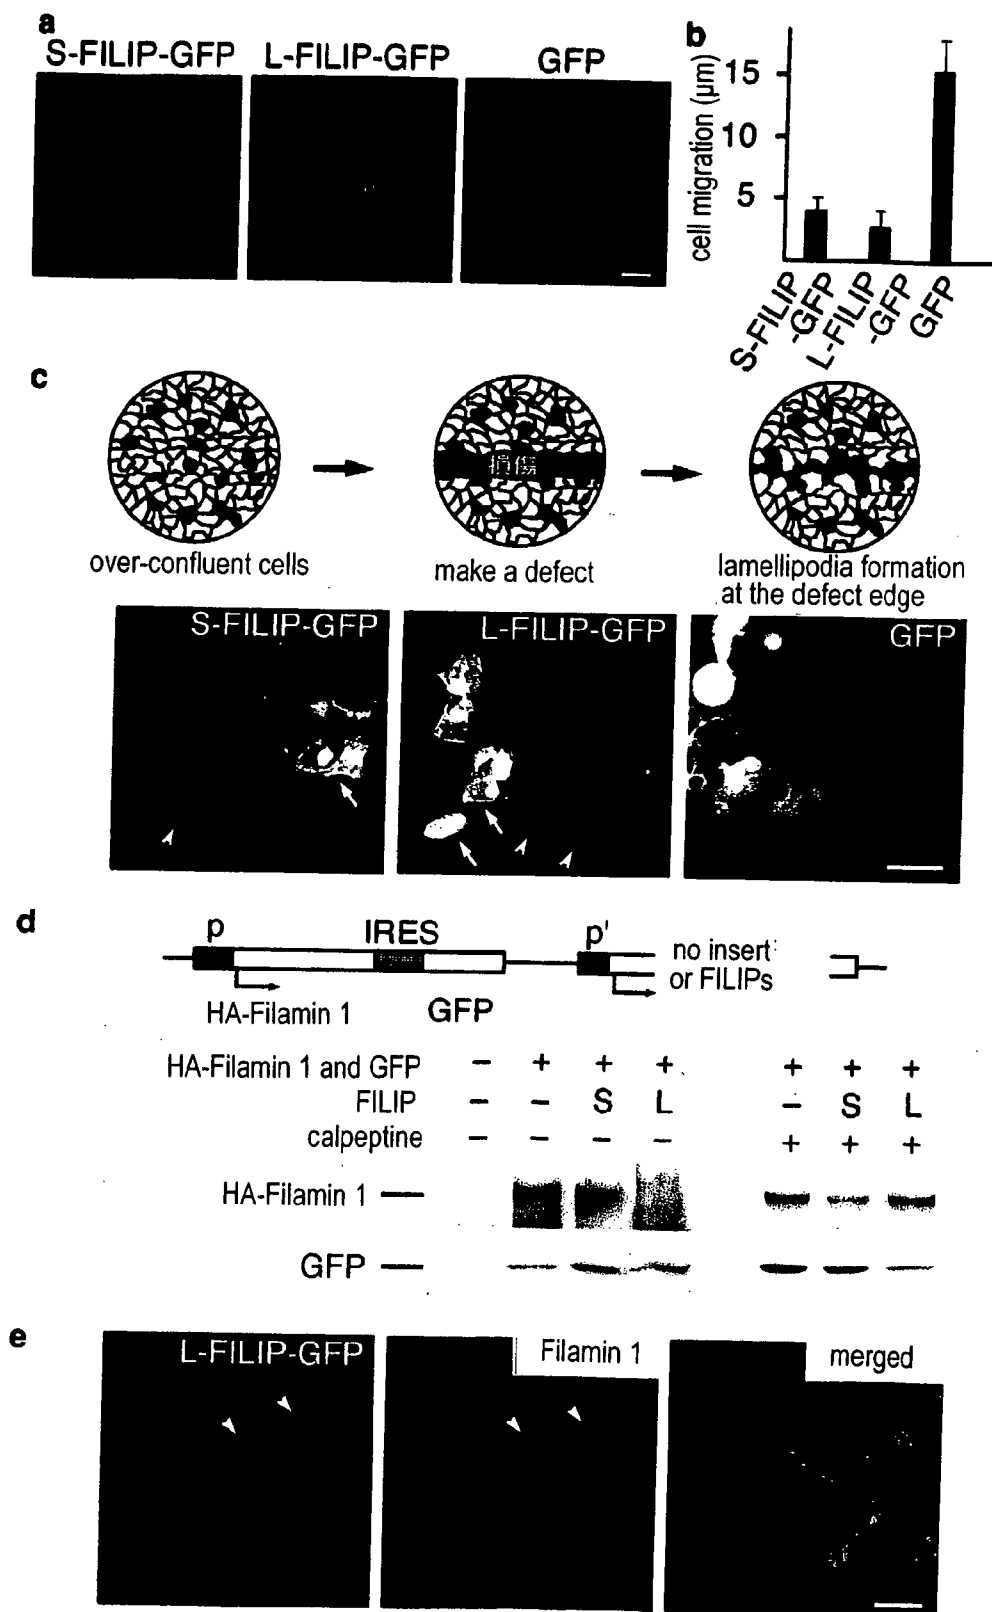 a
S-FILIP-GFP L-FILIP-GFP GFP
b
cell migration (µm)
15
10
5
S-FILIP
-GFP
L-FILIP
-GFP
GFP
c
損傷
over-confluent cells
make a defect
lamellipodia formation
at the defect edge
S-FILIP-GFP L-FILIP-GFP GFP
d
p IRES p'
no insert
or FILIPs
HA-Filamin 1 GFP
HA-Filamin 1 and GFP − + + + + + +
FILIP − − S L − S L
calpeptine − − − − + + +
HA-Filamin 1
GFP
e
L-FILIP-GFP Filamin 1 merged